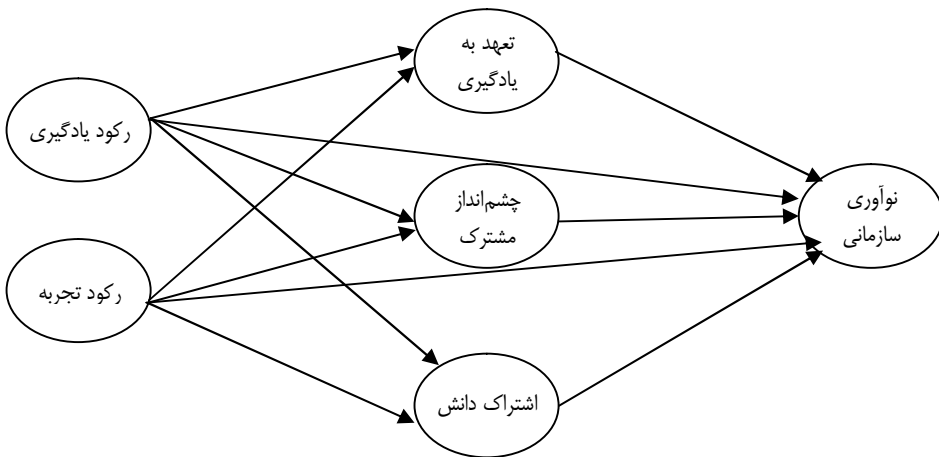 تعهد به
یادگیری
رکود یادگیری
چشم‌انداز
مشترک
نوآوری
سازمانی
رکود تجربه
اشتراک دانش